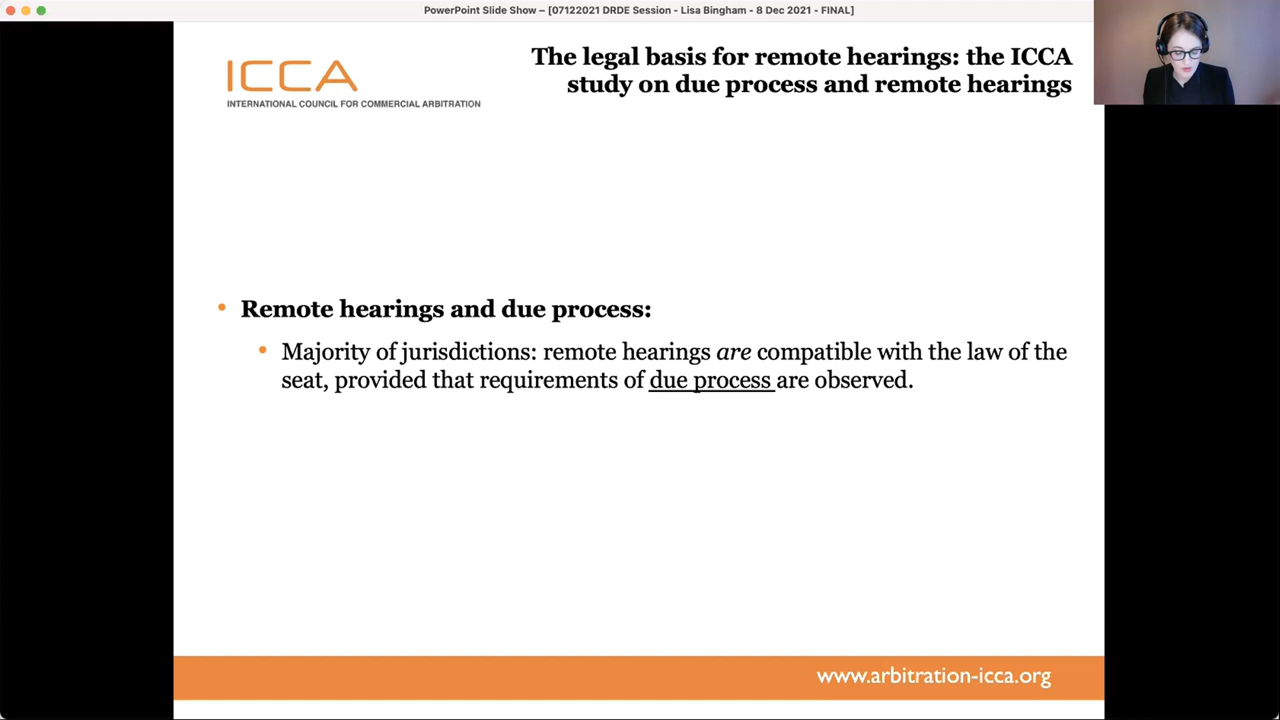 PowerPoint Slide Show – [07122021 DRDE Session - Lisa Bingham - 8 Dec 2021 - FINAL]
ICCA
INTERNATIONAL COUNCIL FOR COMMERCIAL ARBITRATION
The legal basis for remote hearings: the ICCA
study on due process and remote hearings
• Remote hearings and due process:
• Majority of jurisdictions: remote hearings are compatible with the law of the
seat, provided that requirements of due process are observed.
www.arbitration-icca.org